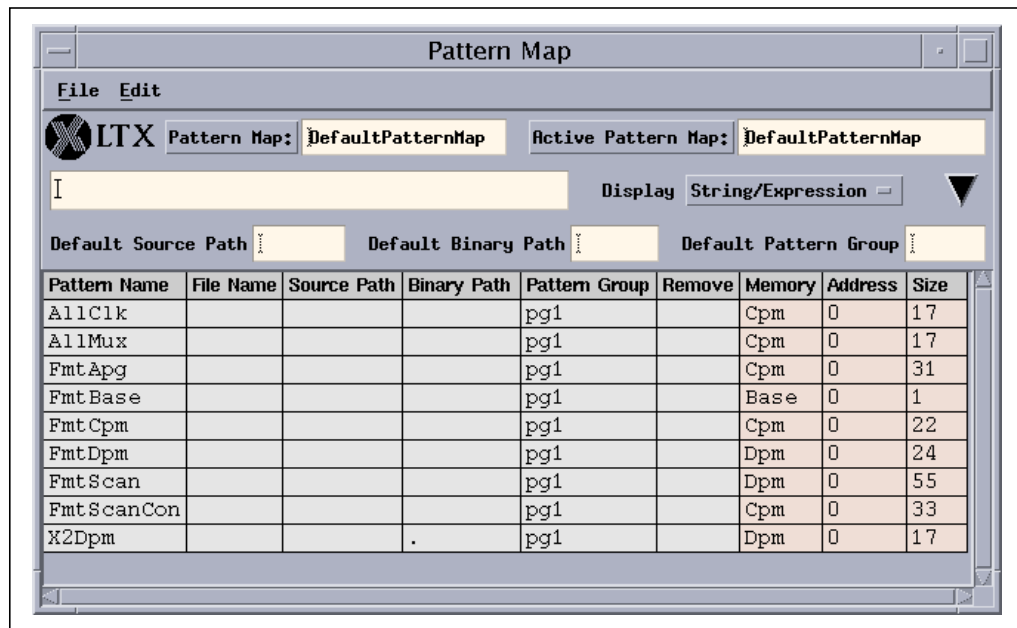 Pattern Map
File Edit
LTX Pattern Map: DefaultPatternMap Active Pattern Map: DefaultPatternMap
Display String/Expression
Default Source Path Default Binary Path Default Pattern Group
Pattern Name File Name Source Path Binary Path Pattern Group Remove Memory Address Size
AllClk pg1 Cpm 0 17
AllMux pg1 Cpm 0 17
FmtApg pg1 Cpm 0 31
FmtBase pg1 Base 0 1
FmtCpm pg1 Cpm 0 22
FmtDpm pg1 Dpm 0 24
FmtScan pg1 Dpm 0 55
FmtScanCon pg1 Cpm 0 33
X2Dpm . pg1 Dpm 0 17